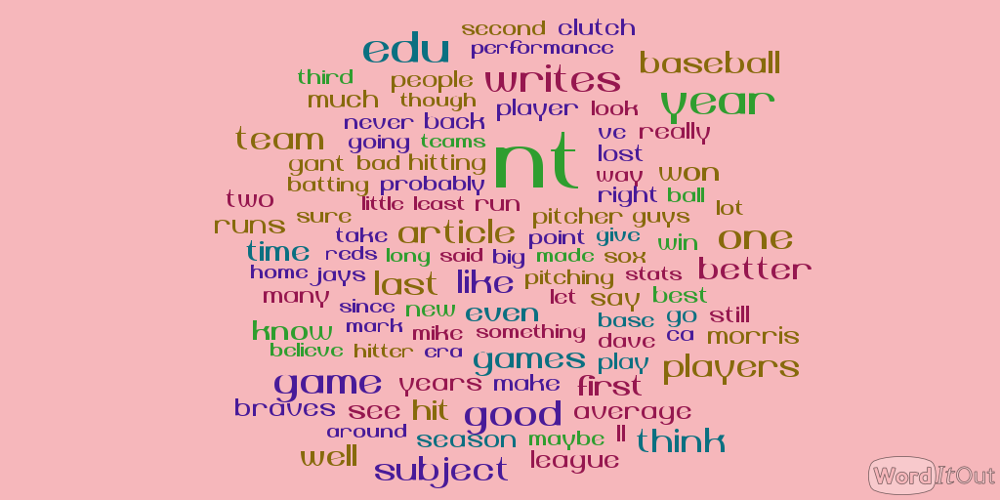 second clutch
edu performance
writes baseball
third people
much though player look year
never back ve really
team going teams nt lost
gant bad hitting way won
batting probably right ball
two little least run lot
runs sure pitcher guys
take article point give win one
time reds long said big made sox
home jays last like pitching stats better
many let say best
since new even base go still
know mark mike something dave ca morris
believe hitter era games play players
game years make first
braves see hit good average
around season maybe ll think
well subject league
WordItOut